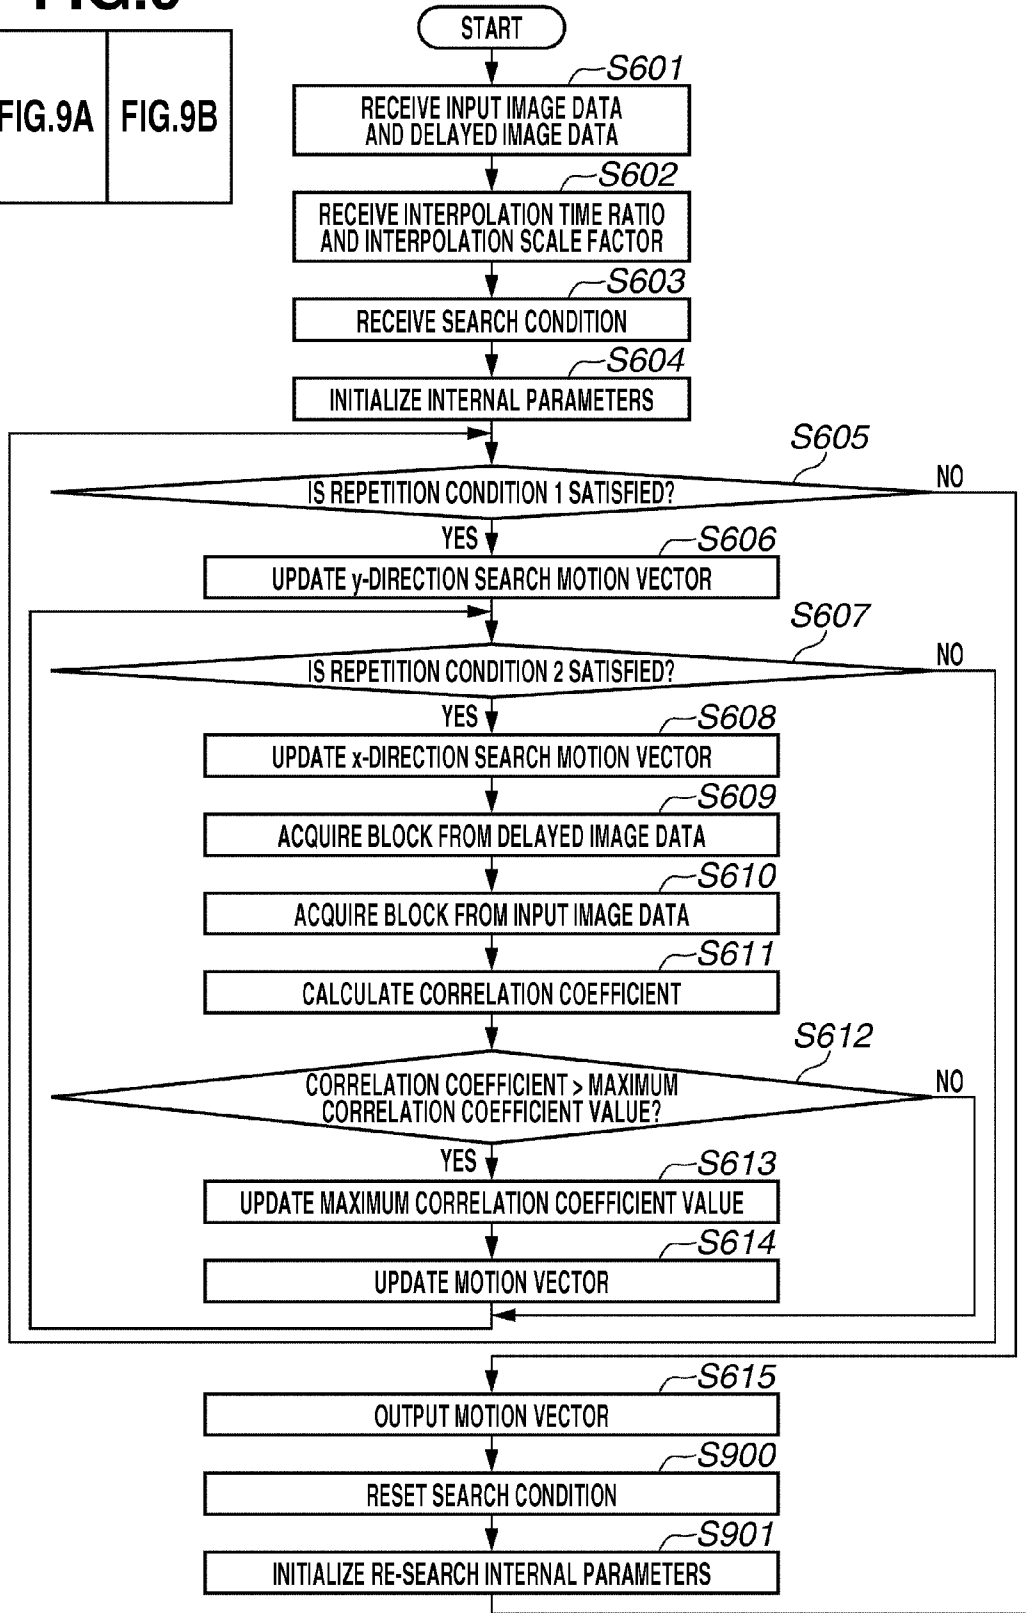 FIG.9A
FIG.9B
START
S601
RECEIVE INPUT IMAGE DATA
AND DELAYED IMAGE DATA
S602
RECEIVE INTERPOLATION TIME RATIO
AND INTERPOLATION SCALE FACTOR
S603
RECEIVE SEARCH CONDITION
S604
INITIALIZE INTERNAL PARAMETERS
S605
IS REPETITION CONDITION 1 SATISFIED?
NO
YES
S606
UPDATE y-DIRECTION SEARCH MOTION VECTOR
S607
IS REPETITION CONDITION 2 SATISFIED?
NO
YES
S608
UPDATE x-DIRECTION SEARCH MOTION VECTOR
S609
ACQUIRE BLOCK FROM DELAYED IMAGE DATA
S610
ACQUIRE BLOCK FROM INPUT IMAGE DATA
S611
CALCULATE CORRELATION COEFFICIENT
S612
CORRELATION COEFFICIENT > MAXIMUM
CORRELATION COEFFICIENT VALUE?
NO
YES
S613
UPDATE MAXIMUM CORRELATION COEFFICIENT VALUE
S614
UPDATE MOTION VECTOR
S615
OUTPUT MOTION VECTOR
S900
RESET SEARCH CONDITION
S901
INITIALIZE RE-SEARCH INTERNAL PARAMETERS